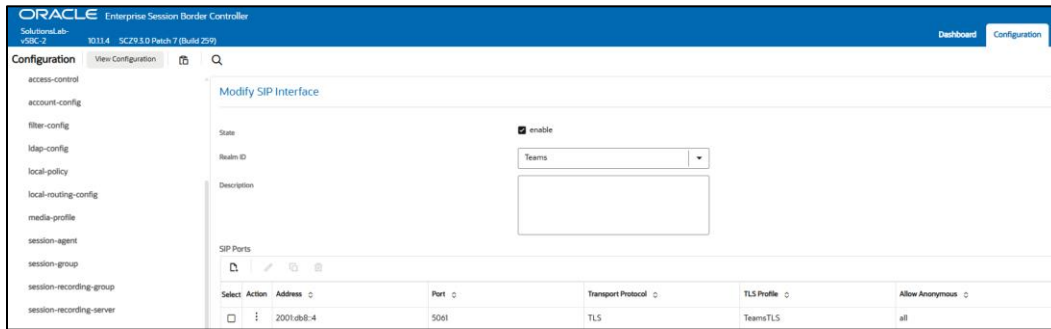 ORACLE Enterprise Session Border Controller
SolutionsLab-
vSBC-2 10.1.1.4 SCZ9.3.0 Patch 7 (Build 259)
Dashboard Configuration
Configuration View Configuration
access-control
Modify SIP Interface
account-config
filter-config
State enable
ldap-config
Realm ID Teams
local-policy
Description
local-routing-config
media-profile
session-agent
SIP Ports
session-group
session-recording-group
Select Action Address Port Transport Protocol TLS Profile Allow Anonymous
session-recording-server
2001:db8::4 5061 TLS TeamsTLS all